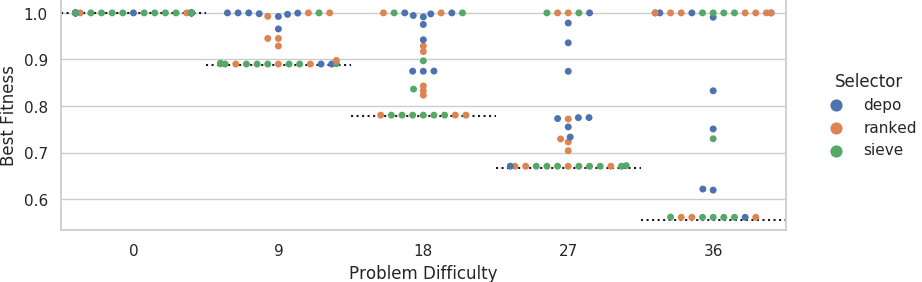 1.0
0.9
0.8
0.7
0.6
Best Fitness
0
9
18
27
36
Problem Difficulty
Selector
depo
ranked
sieve